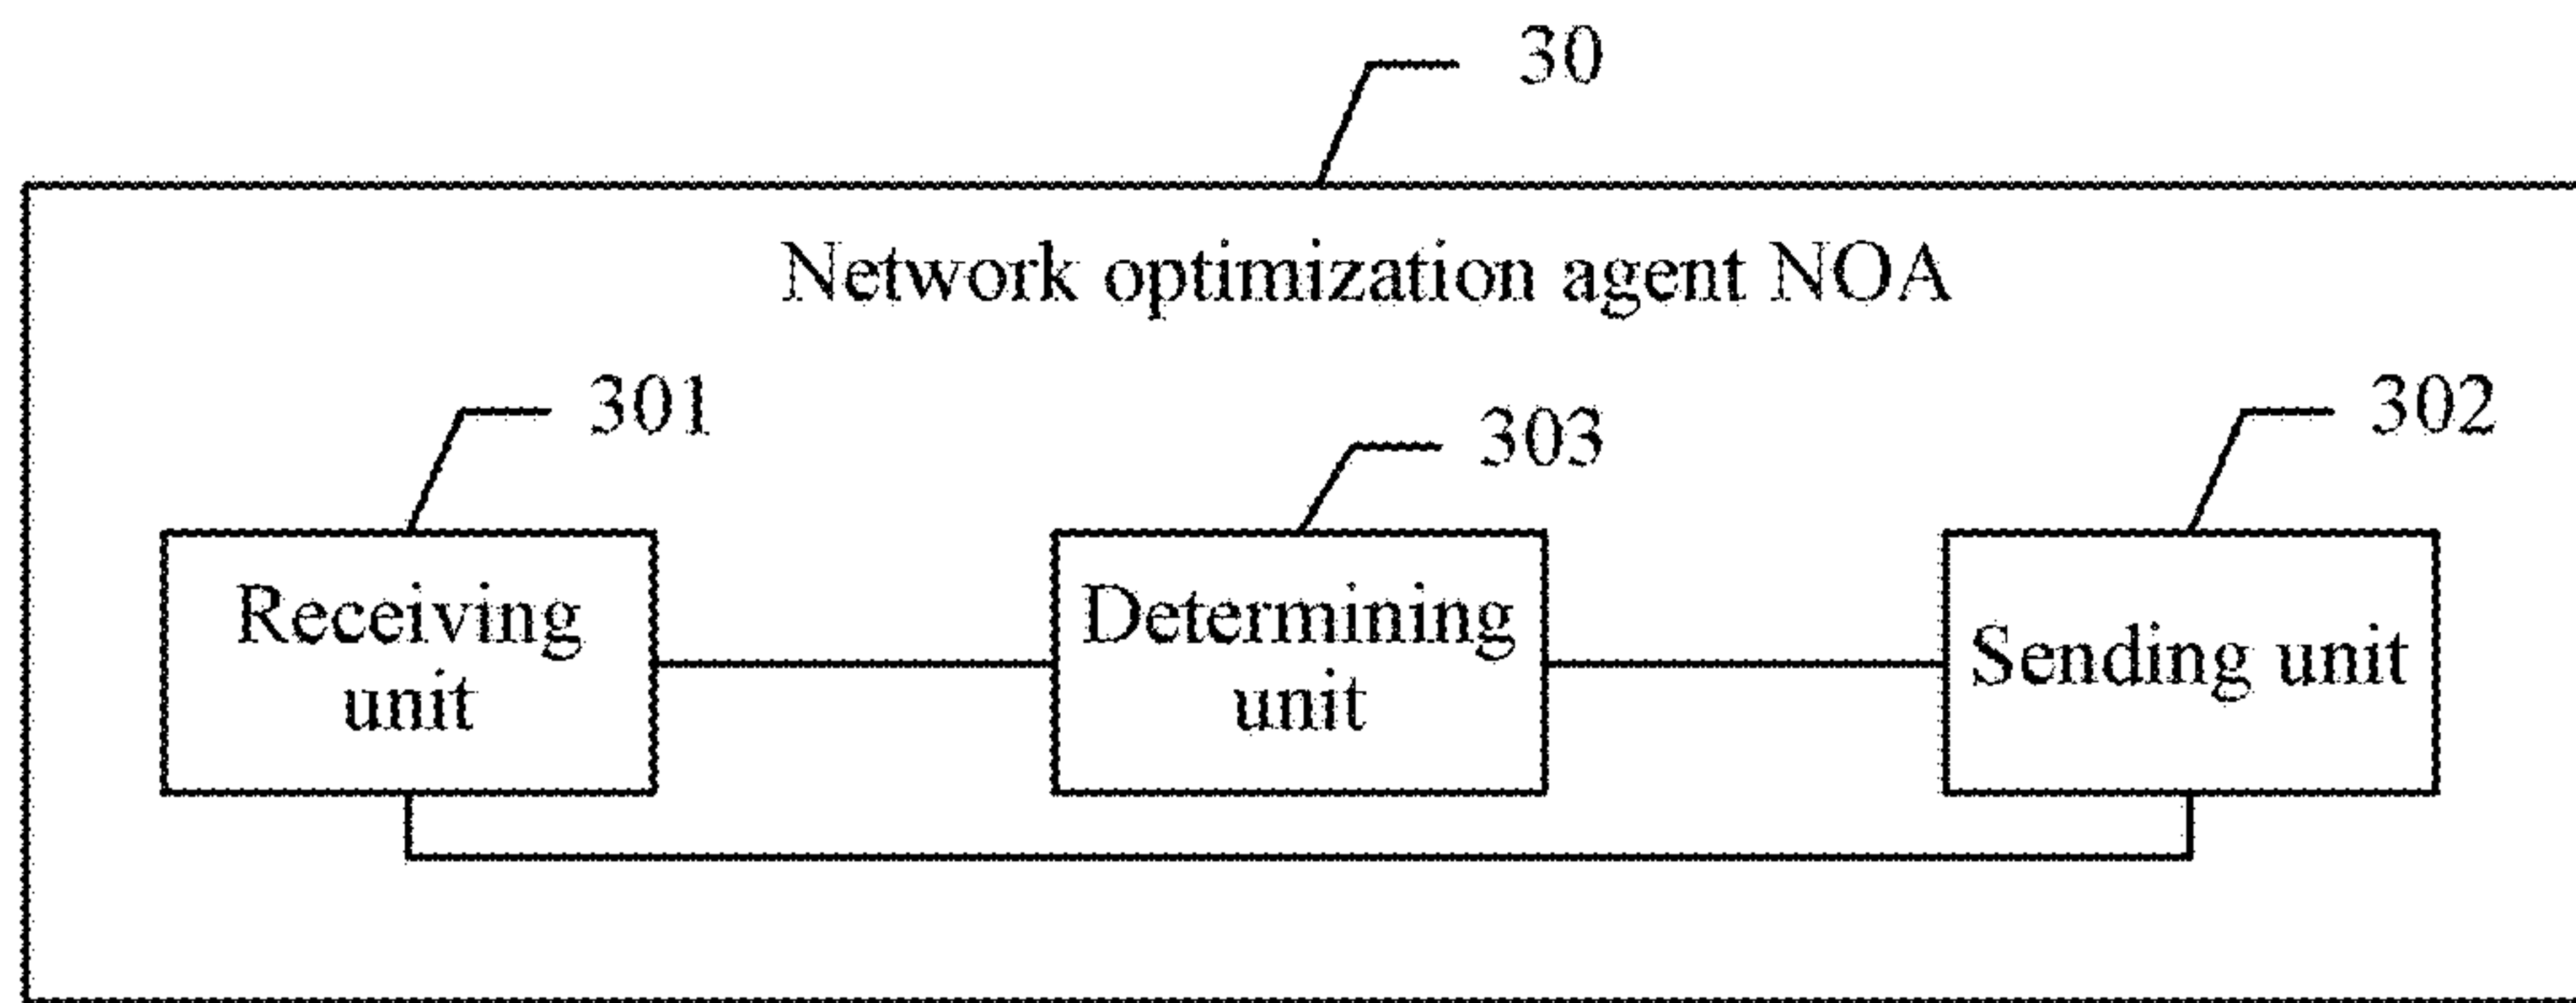 30
Network optimization agent NOA
301
303
302
Receiving
unit
Determining
unit
Sending unit